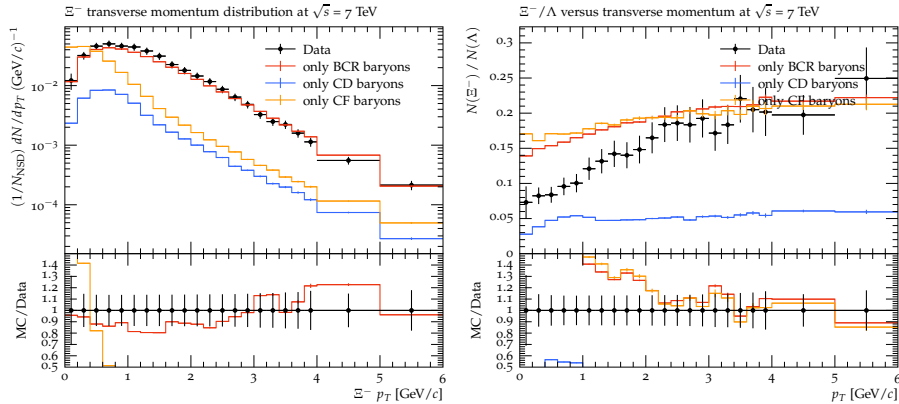 Ξ⁻ transverse momentum distribution at √s = 7 TeV
(1/N_NSD) dN/dp_T (GeV/c)⁻¹
10⁻²
10⁻³
10⁻⁴
Data
only BCR baryons
only CD baryons
only CF baryons
MC/Data
1.4
1.3
1.2
1.1
1
0.9
0.8
0.7
0.6
0.5
0 1 2 3 4 5 6
Ξ⁻ p_T [GeV/c]
Ξ⁻/Λ versus transverse momentum at √s = 7 TeV
N(Ξ⁻) / N(Λ)
0.3
0.25
0.2
0.15
0.1
0.05
0
Data
only BCR baryons
only CD baryons
only CF baryons
MC/Data
1.4
1.3
1.2
1.1
1
0.9
0.8
0.7
0.6
0.5
0 1 2 3 4 5 6
p_T [GeV/c]